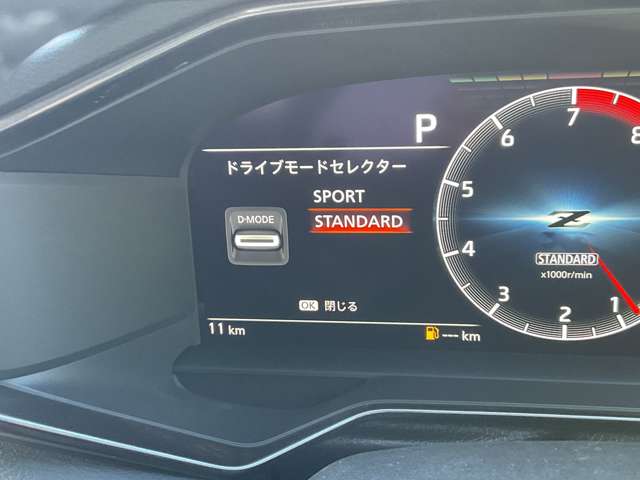 P
ドライブモードセレクター
SPORT
D-MODE
STANDARD
OK 閉じる
11 km
--- km
8
7
6
5
4
3
2
1
Z
STANDARD
x1000r/min